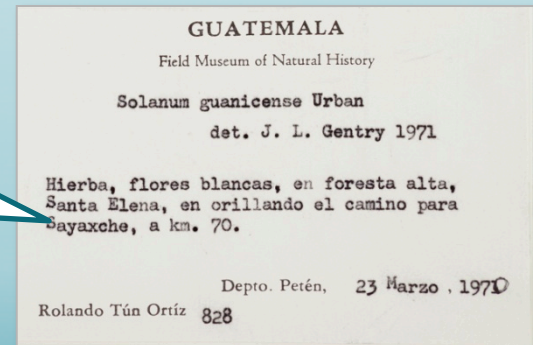 GUATEMALA
Field Museum of Natural History
Solanum guanicense Urban
det. J. L. Gentry 1971
Hierba, flores blancas, en foresta alta,
Santa Elena, en orillando el camino para
Sayaxche, a km. 70.
Depto. Petén, 23 Marzo , 1970
Rolando Tún Ortíz 828